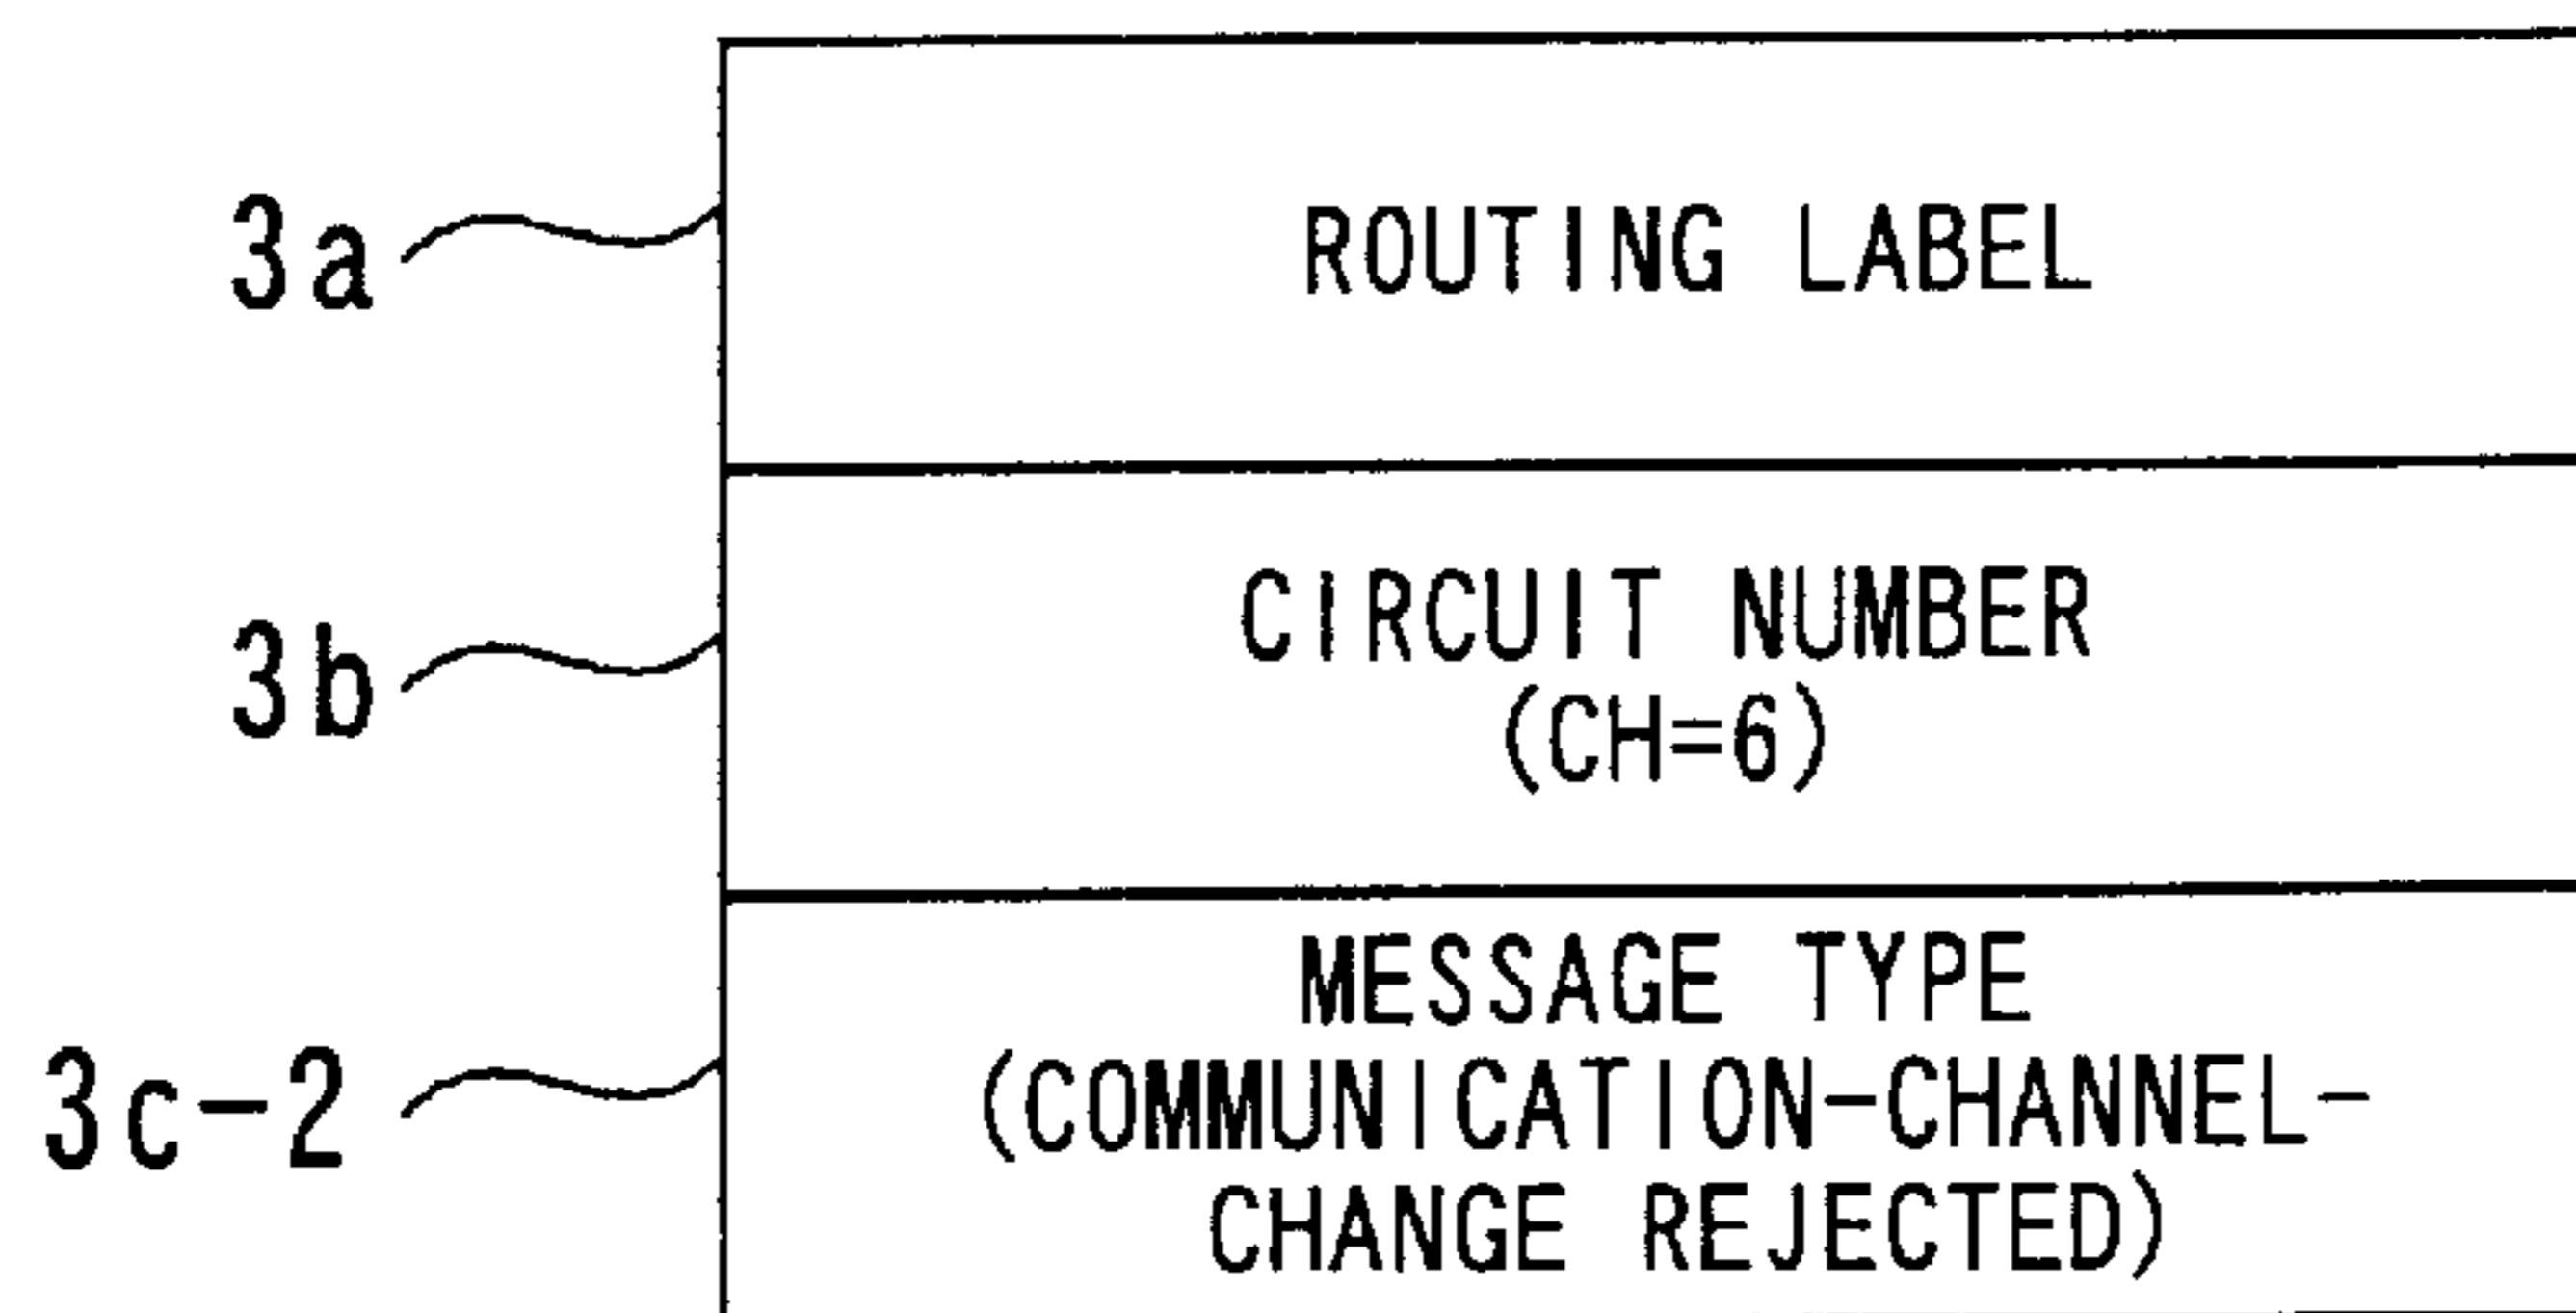 3a
ROUTING LABEL
3b
CIRCUIT NUMBER
(CH=6)
3c-2
MESSAGE TYPE
(COMMUNICATION-CHANNEL-
CHANGE REJECTED)